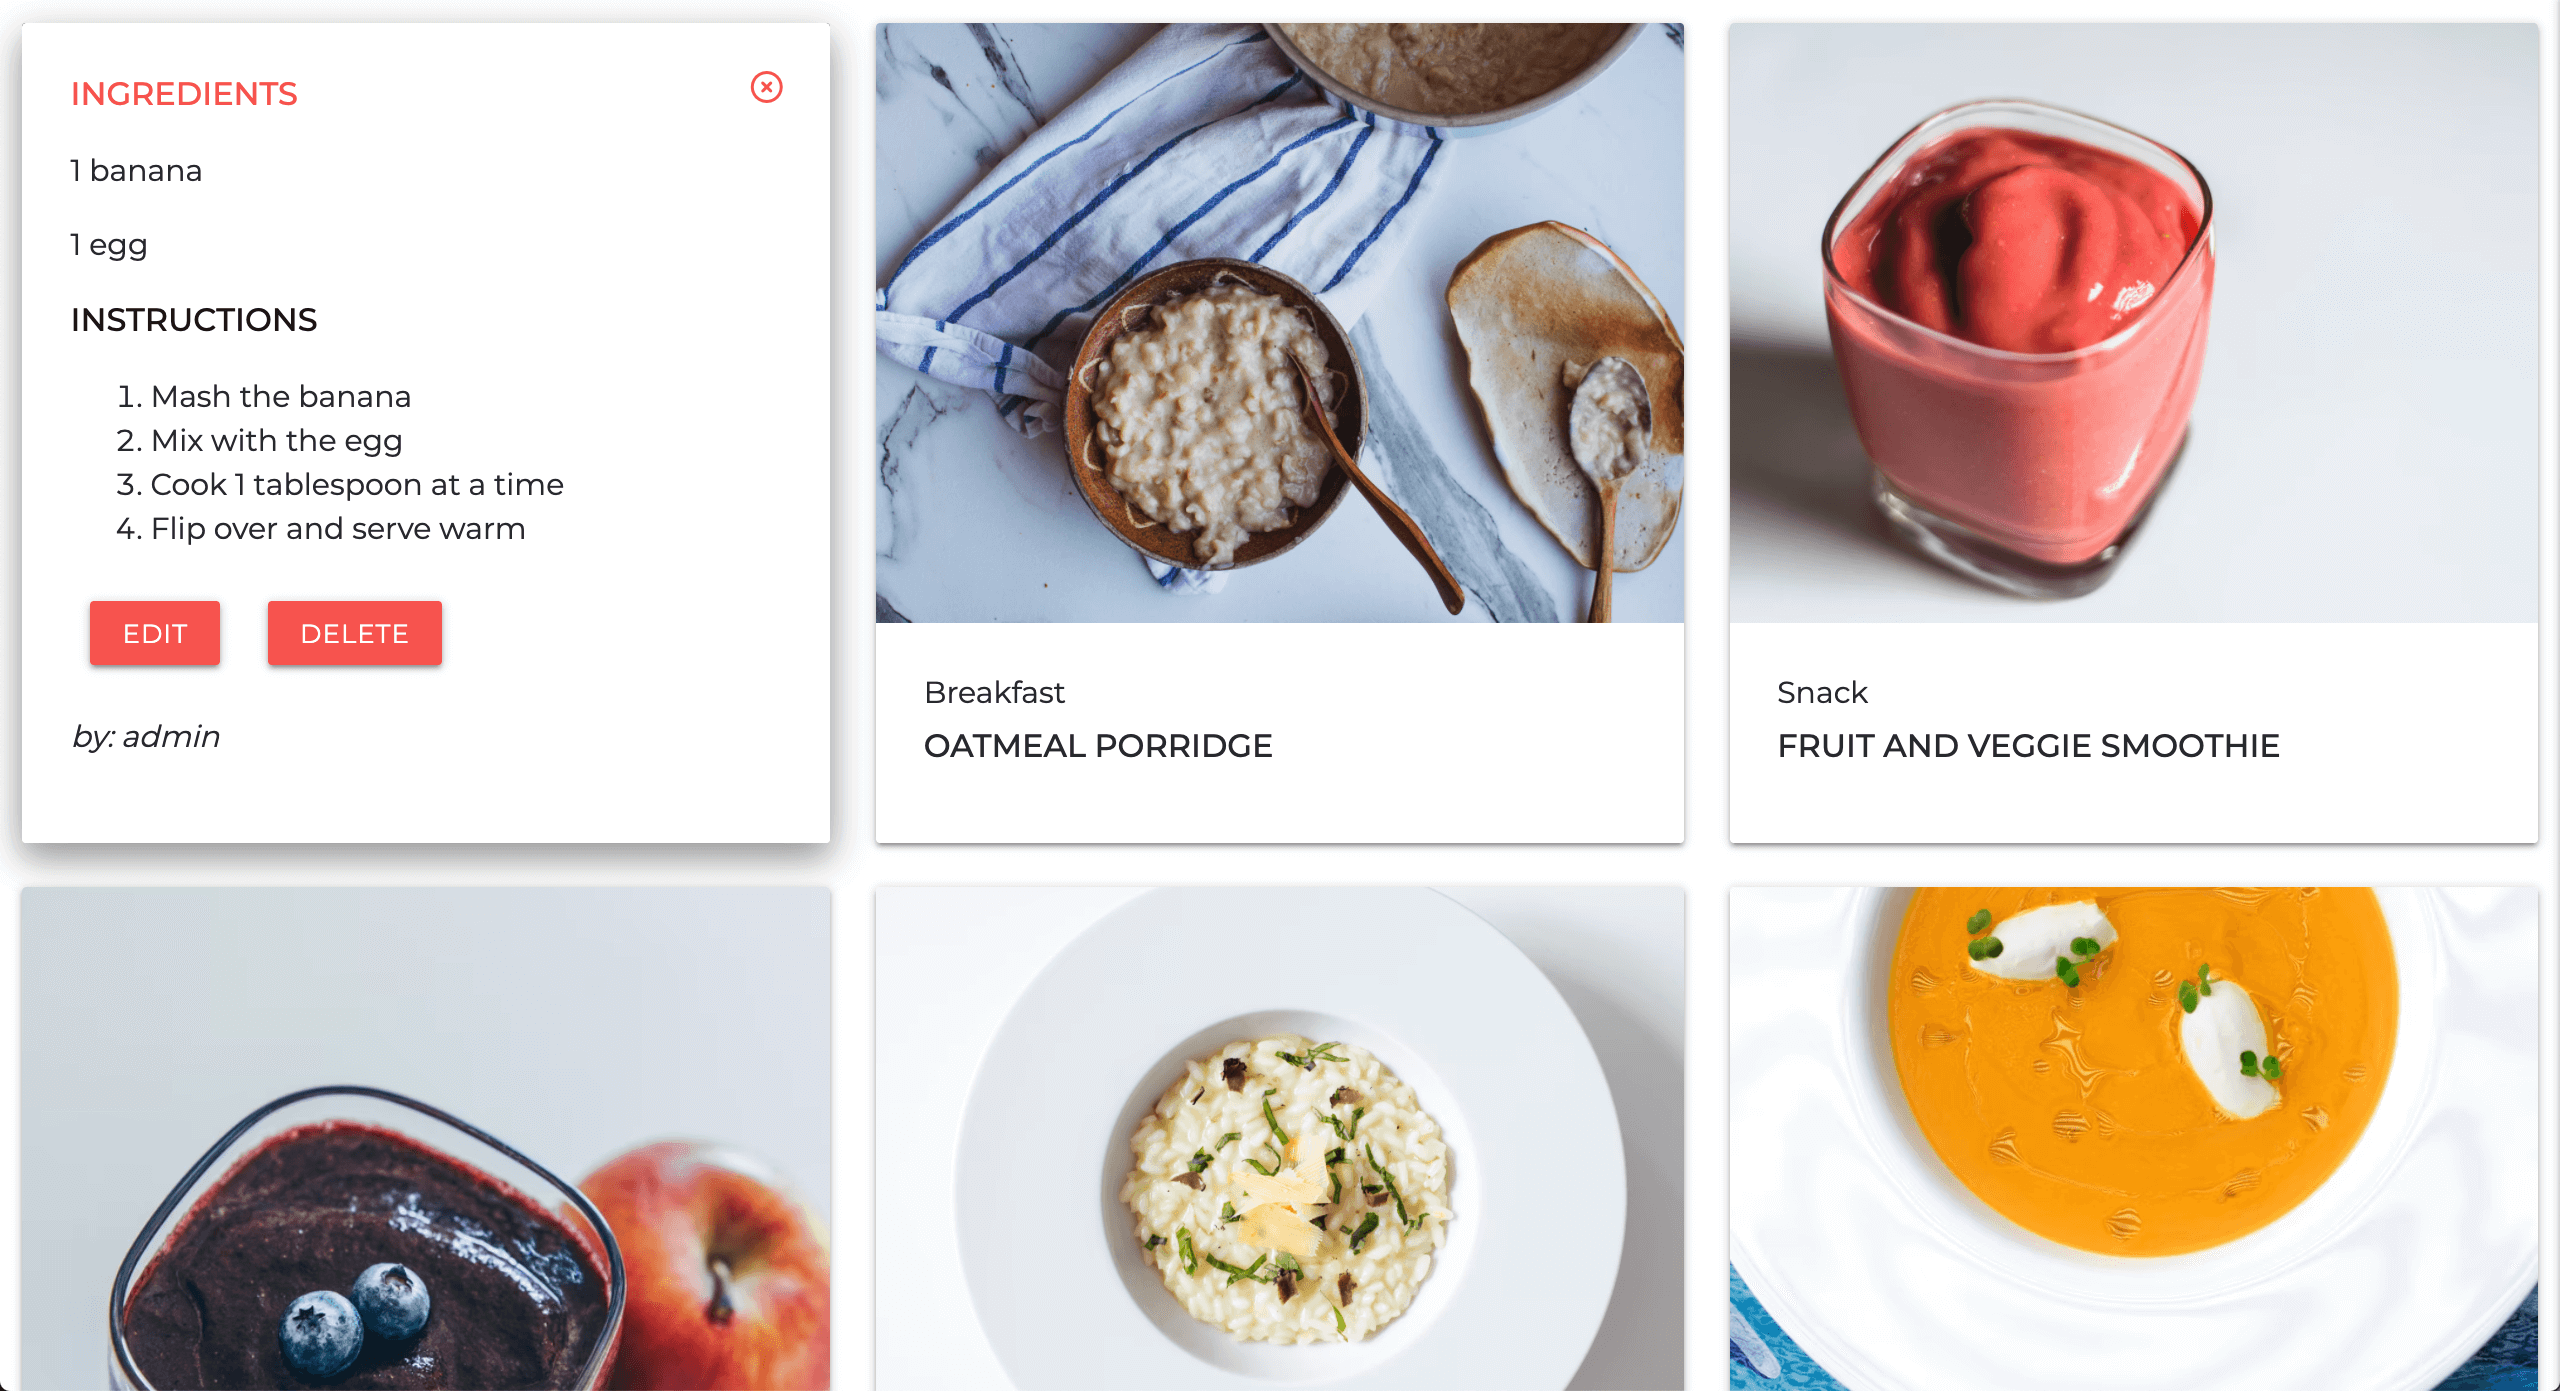 INGREDIENTS
1 banana
1 egg
INSTRUCTIONS
1. Mash the banana
2. Mix with the egg
3. Cook 1 tablespoon at a time
4. Flip over and serve warm
EDIT DELETE
by: admin
Breakfast
OATMEAL PORRIDGE
Snack
FRUIT AND VEGGIE SMOOTHIE